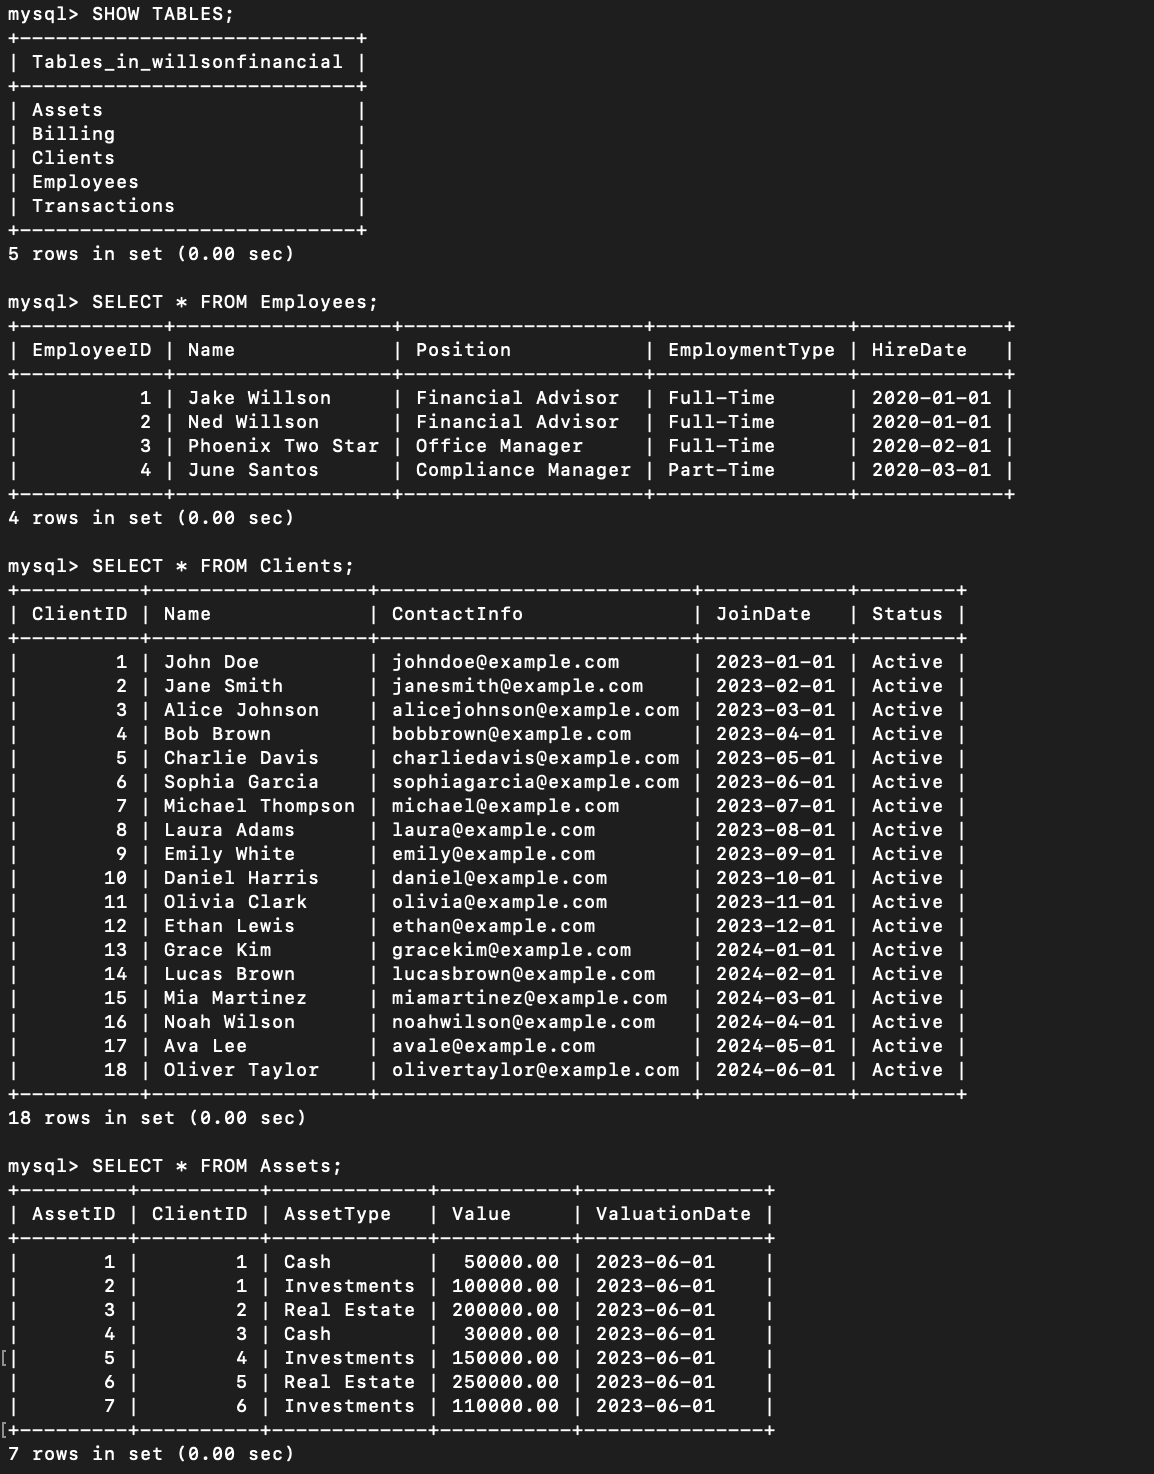 mysql> SHOW TABLES;
+----------------------------+
| Tables_in_willsonfinancial |
+----------------------------+
| Assets                     |
| Billing                    |
| Clients                    |
| Employees                  |
| Transactions               |
+----------------------------+
5 rows in set (0.00 sec)

mysql> SELECT * FROM Employees;
+------------+------------------+--------------------+----------------+------------+
| EmployeeID | Name             | Position           | EmploymentType | HireDate   |
+------------+------------------+--------------------+----------------+------------+
|          1 | Jake Willson     | Financial Advisor  | Full-Time      | 2020-01-01 |
|          2 | Ned Willson      | Financial Advisor  | Full-Time      | 2020-01-01 |
|          3 | Phoenix Two Star | Office Manager     | Full-Time      | 2020-02-01 |
|          4 | June Santos      | Compliance Manager | Part-Time      | 2020-03-01 |
+------------+------------------+--------------------+----------------+------------+
4 rows in set (0.00 sec)

mysql> SELECT * FROM Clients;
+----------+------------------+--------------------------+------------+--------+
| ClientID | Name             | ContactInfo              | JoinDate   | Status |
+----------+------------------+--------------------------+------------+--------+
|        1 | John Doe         | johndoe@example.com      | 2023-01-01 | Active |
|        2 | Jane Smith       | janesmith@example.com    | 2023-02-01 | Active |
|        3 | Alice Johnson    | alicejohnson@example.com | 2023-03-01 | Active |
|        4 | Bob Brown        | bobbrown@example.com     | 2023-04-01 | Active |
|        5 | Charlie Davis    | charliedavis@example.com | 2023-05-01 | Active |
|        6 | Sophia Garcia    | sophiagarcia@example.com | 2023-06-01 | Active |
|        7 | Michael Thompson | michael@example.com      | 2023-07-01 | Active |
|        8 | Laura Adams      | laura@example.com        | 2023-08-01 | Active |
|        9 | Emily White      | emily@example.com        | 2023-09-01 | Active |
|       10 | Daniel Harris    | daniel@example.com       | 2023-10-01 | Active |
|       11 | Olivia Clark     | olivia@example.com       | 2023-11-01 | Active |
|       12 | Ethan Lewis      | ethan@example.com        | 2023-12-01 | Active |
|       13 | Grace Kim        | gracekim@example.com     | 2024-01-01 | Active |
|       14 | Lucas Brown      | lucasbrown@example.com   | 2024-02-01 | Active |
|       15 | Mia Martinez     | miamartinez@example.com  | 2024-03-01 | Active |
|       16 | Noah Wilson      | noahwilson@example.com   | 2024-04-01 | Active |
|       17 | Ava Lee          | avale@example.com        | 2024-05-01 | Active |
|       18 | Oliver Taylor    | olivertaylor@example.com | 2024-06-01 | Active |
+----------+------------------+--------------------------+------------+--------+
18 rows in set (0.00 sec)

mysql> SELECT * FROM Assets;
+---------+----------+-------------+-----------+---------------+
| AssetID | ClientID | AssetType   | Value     | ValuationDate |
+---------+----------+-------------+-----------+---------------+
|       1 |        1 | Cash        |  50000.00 | 2023-06-01    |
|       2 |        1 | Investments | 100000.00 | 2023-06-01    |
|       3 |        2 | Real Estate | 200000.00 | 2023-06-01    |
|       4 |        3 | Cash        |  30000.00 | 2023-06-01    |
[|       5 |        4 | Investments | 150000.00 | 2023-06-01    |
|       6 |        5 | Real Estate | 250000.00 | 2023-06-01    |
|       7 |        6 | Investments | 110000.00 | 2023-06-01    |
[+---------+----------+-------------+-----------+---------------+
7 rows in set (0.00 sec)